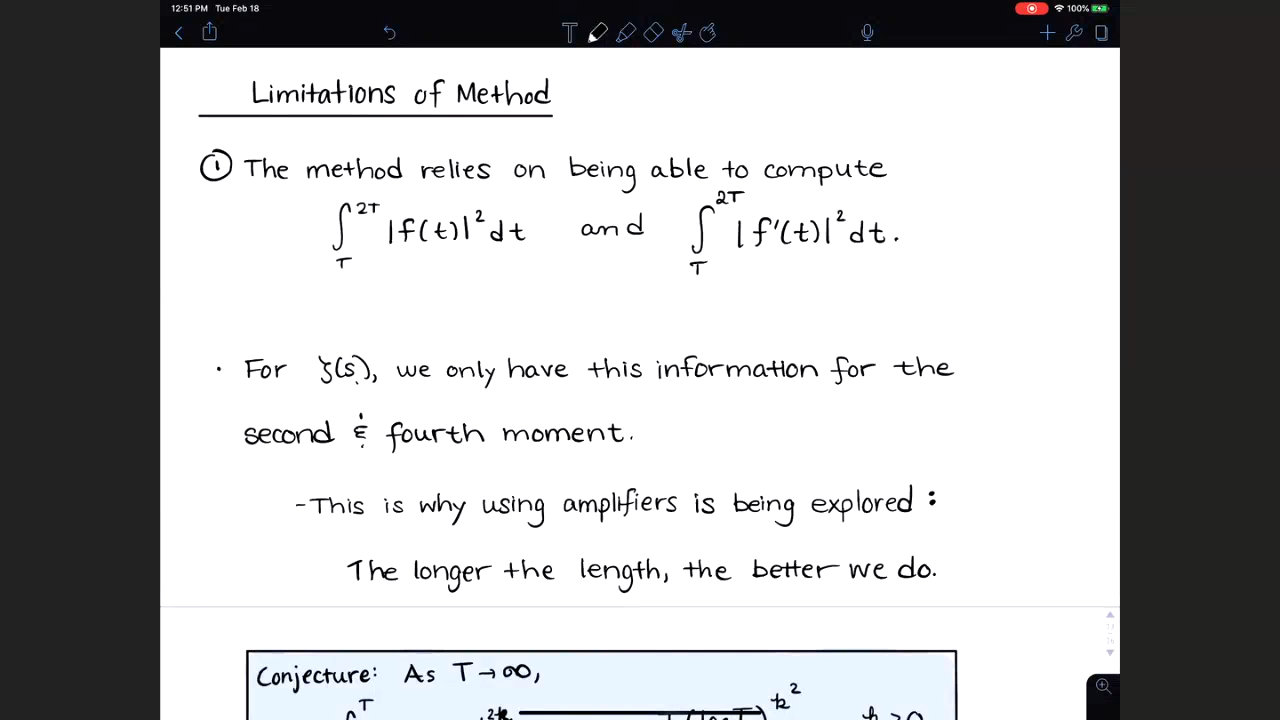 12:51 PM Tue Feb 18
100%
Limitations of Method
① The method relies on being able to compute
∫_T^{2T} |f(t)|² dt and ∫_T^{2T} |f'(t)|² dt.
· For ζ(s), we only have this information for the
second & fourth moment.
- This is why using amplifiers is being explored:
The longer the length, the better we do.
Conjecture: As T → ∞,